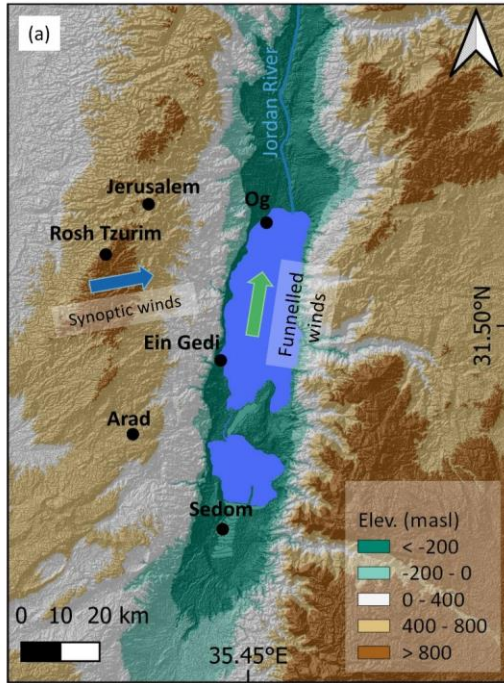 (a)
Jordan River
Jerusalem
Og
Rosh Tzurim
Synoptic winds
Funnelled
winds
31.50°N
Ein Gedi
Arad
Sedom
Elev. (masl)
< -200
-200 - 0
0 - 400
400 - 800
> 800
0 10 20 km
35.45°E